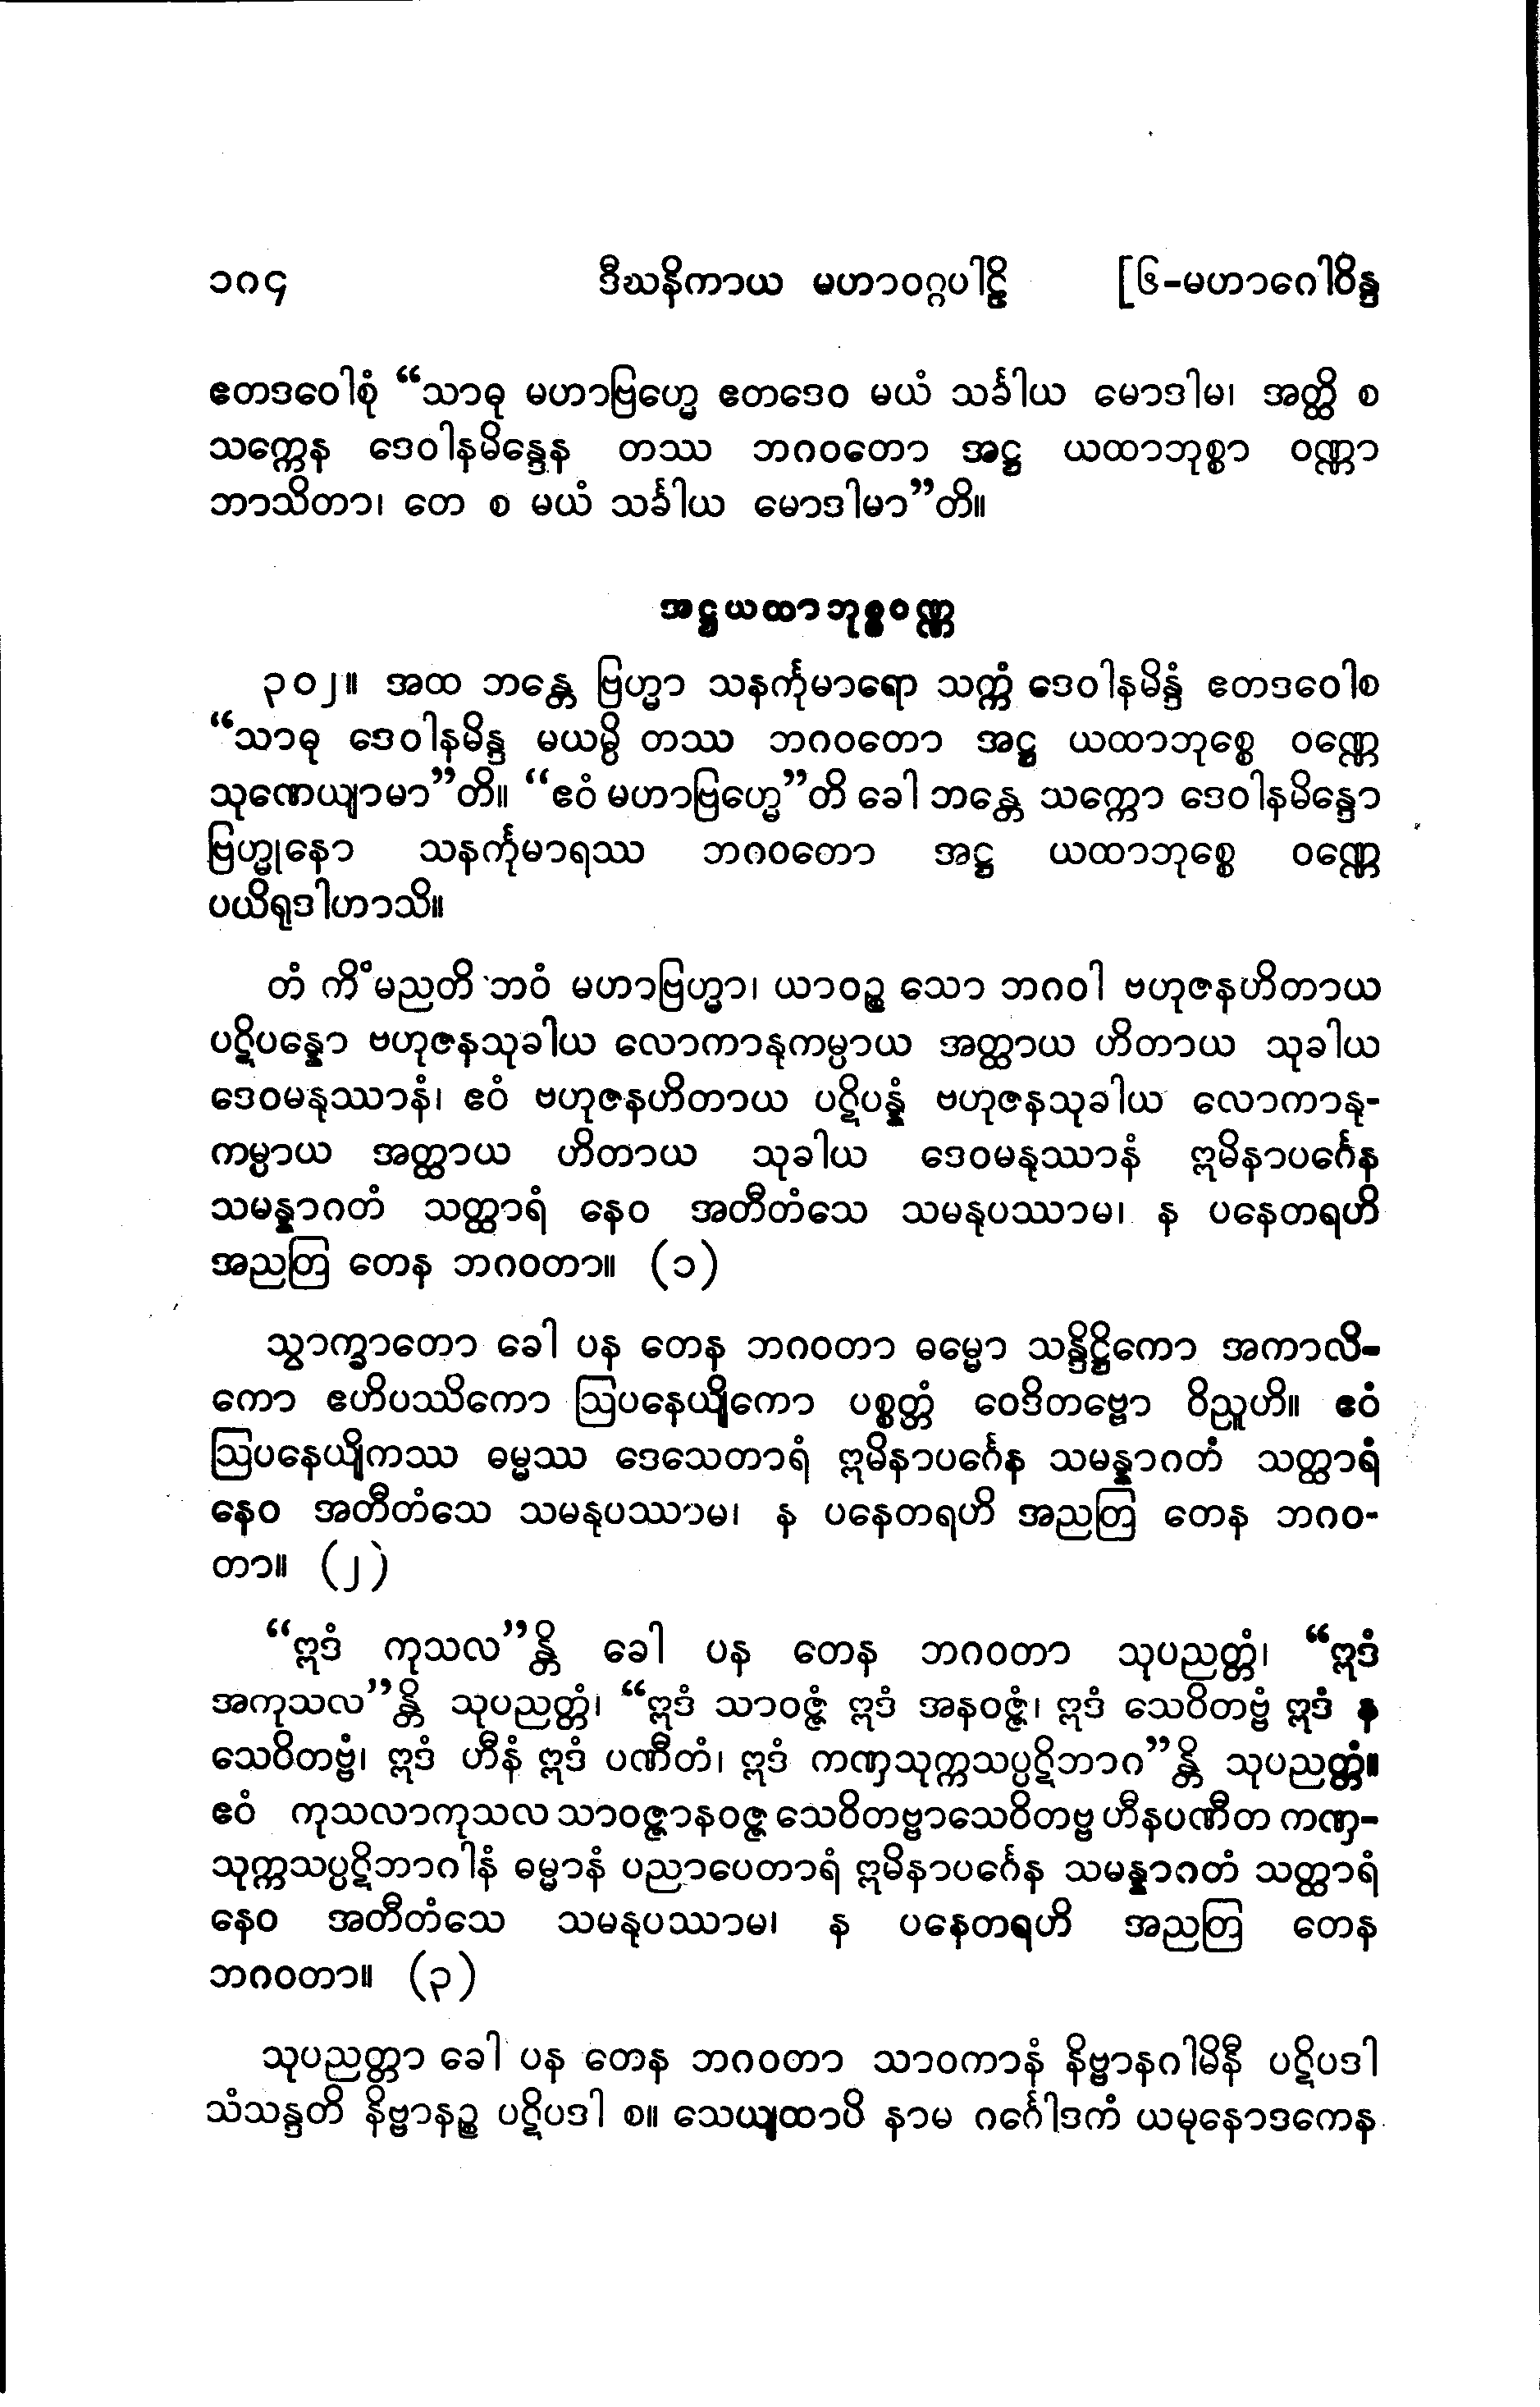 ၁၈၄ ဒီဃနိကာယ မဟာဝဂ္ဂပါဠိ [၆-မဟာဂေါဝိန္ဒ
ဧတဒဝေါစုံ “သာဓု မဟာဗြဟ္မေ ဧတဒေဝ မယံ သင်္ခါယ မောဒါမ၊ အတ္ထိ စ
သက္ကေန ဒေဝါနမိန္ဒေန တဿ ဘဂဝတော အဋ္ဌ ယထာဘုစ္စာ ဝဏ္ဏာ
ဘာသိတာ၊ တေ စ မယံ သင်္ခါယ မောဒါမာ”တိ။
အဋ္ဌယထာဘုစ္စဝဏ္ဏ
၃၀၂။ အထ ဘန္တေ ဗြဟ္မာ သနင်္ကုမာရော သက္ကံ ဒေဝါနမိန္ဒံ ဧတဒဝေါစ
“သာဓု ဒေဝါနမိန္ဒ မယမ္ပိ တဿ ဘဂဝတော အဋ္ဌ ယထာဘုစ္စေ ဝဏ္ဏေ
သုဏေယျာမာ”တိ။ “ဧဝံ မဟာဗြဟ္မေ”တိ ခေါ ဘန္တေ သက္ကော ဒေဝါနမိန္ဒော
ဗြဟ္မုနော သနင်္ကုမာရဿ ဘဂဝတော အဋ္ဌ ယထာဘုစ္စေ ဝဏ္ဏေ
ပယိရုဒါဟာသိ။
တံ ကိံ မညတိ ဘဝံ မဟာဗြဟ္မာ၊ ယာဝဉ္စ သော ဘဂဝါ ဗဟုဇနဟိတာယ
ပဋိပန္နော ဗဟုဇနသုခါယ လောကာနုကမ္ပာယ အတ္ထာယ ဟိတာယ သုခါယ
ဒေဝမနုဿာနံ၊ ဧဝံ ဗဟုဇနဟိတာယ ပဋိပန္နံ ဗဟုဇနသုခါယ လောကာနု-
ကမ္ပာယ အတ္ထာယ ဟိတာယ သုခါယ ဒေဝမနုဿာနံ ဣမိနာပင်္ဂေန
သမန္နာဂတံ သတ္ထာရံ နေဝ အတီတံသေ သမနုပဿာမ၊ န ပနေတရဟိ
အညတြ တေန ဘဂဝတာ။ (၁)
သွာက္ခာတော ခေါ ပန တေန ဘဂဝတာ ဓမ္မော သန္ဒိဋ္ဌိကော အကာလိ-
ကော ဧဟိပဿိကော ဩပနေယျိကော ပစ္စတ္တံ ဝေဒိတဗ္ဗော ဝိညူဟိ။ ဧဝံ
ဩပနေယျိကဿ ဓမ္မဿ ဒေသေတာရံ ဣမိနာပင်္ဂေန သမန္နာဂတံ သတ္ထာရံ
နေဝ အတီတံသေ သမနုပဿာမ၊ န ပနေတရဟိ အညတြ တေန ဘဂဝ-
တာ။ (၂)
“ဣဒံ ကုသလ”န္တိ ခေါ ပန တေန ဘဂဝတာ သုပညတ္တံ၊ “ဣဒံ
အကုသလ”န္တိ သုပညတ္တံ၊ “ဣဒံ သာဝဇ္ဇံ ဣဒံ အနဝဇ္ဇံ၊ ဣဒံ သေဝိတဗ္ဗံ ဣဒံ န
သေဝိတဗ္ဗံ၊ ဣဒံ ဟီနံ ဣဒံ ပဏီတံ၊ ဣဒံ ကဏှသုက္ကသပ္ပဋိဘာဂ”န္တိ သုပညတ္တံ။
ဧဝံ ကုသလာကုသလ သာဝဇ္ဇာနဝဇ္ဇ သေဝိတဗ္ဗာသေဝိတဗ္ဗ ဟီနပဏီတ ကဏှ-
သုက္ကသပ္ပဋိဘာဂါနံ ဓမ္မာနံ ပညာပေတာရံ ဣမိနာပင်္ဂေန သမန္နာဂတံ သတ္ထာရံ
နေဝ အတီတံသေ သမနုပဿာမ၊ န ပနေတရဟိ အညတြ တေန
ဘဂဝတာ။ (၃)
သုပညတ္တာ ခေါ ပန တေန ဘဂဝတာ သာဝကာနံ နိဗ္ဗာနဂါမိနီ ပဋိပဒါ
သံသန္ဒတိ နိဗ္ဗာနဉ္စ ပဋိပဒါ စ။ သေယျထာပိ နာမ ဂင်္ဂေါဒကံ ယမုနောဒကေန